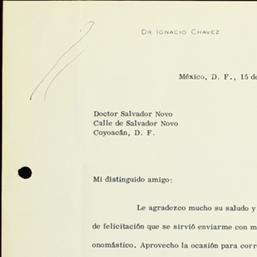 DR. IGNACIO CHAVEZ
México, D. F., 15 de
Doctor Salvador Novo
Calle de Salvador Novo
Coyoacán, D. F.
Mi distinguido amigo:
Le agradezco mucho su saludo y
de felicitación que se sirvió enviarme con m
onomástico. Aprovecho la ocasión para corr